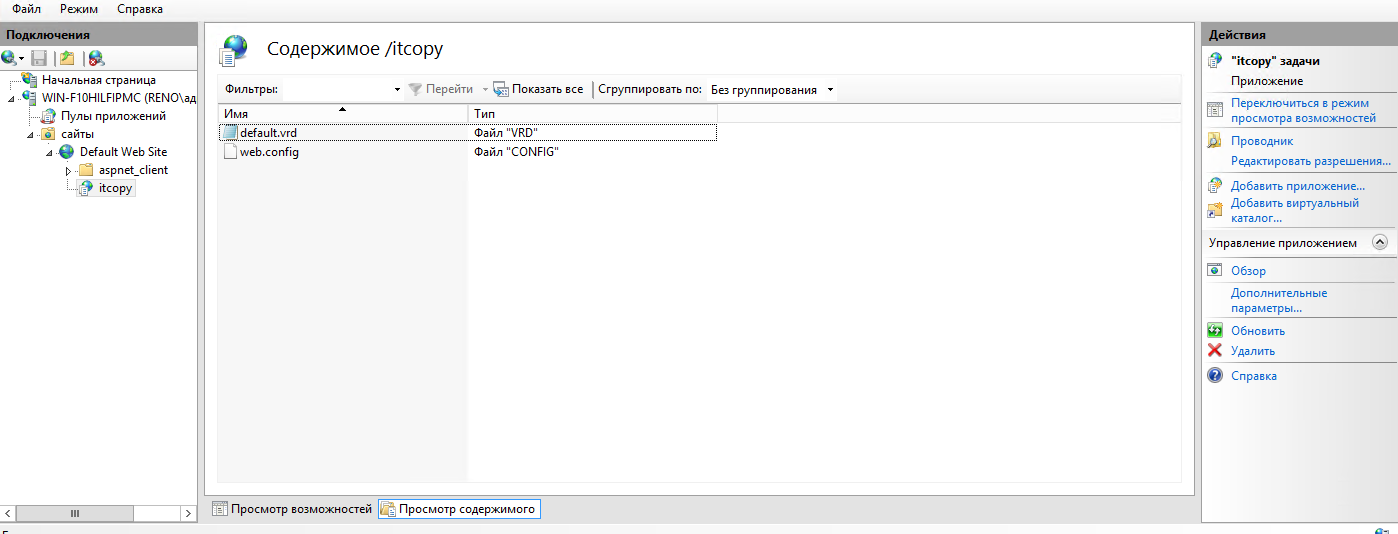 Файл Режим Справка
Подключения
Начальная страница
WIN-F10HILFIPMC (RENO\ад
Пулы приложений
сайты
Default Web Site
aspnet_client
itcopy
Содержимое /itcopy
Фильтры: Перейти Показать все Сгруппировать по: Без группирования
Имя Тип
default.vrd Файл "VRD"
web.config Файл "CONFIG"
Просмотр возможностей Просмотр содержимого
Действия
"itcopy" задачи
Приложение
Переключиться в режим
просмотра возможностей
Проводник
Редактировать разрешения...
Добавить приложение...
Добавить виртуальный
каталог...
Управление приложением
Обзор
Дополнительные
параметры...
Обновить
Удалить
Справка